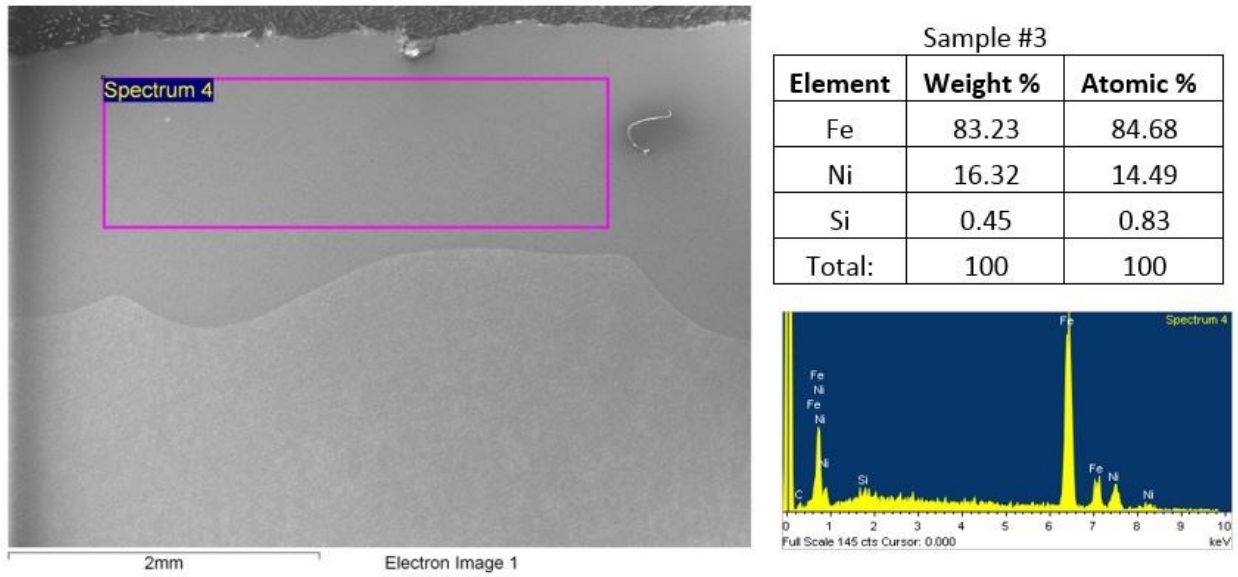 Spectrum 4
2mm
Electron Image 1
Sample #3
Element Weight % Atomic %
Fe 83.23 84.68
Ni 16.32 14.49
Si 0.45 0.83
Total: 100 100
Spectrum 4
Fe
Fe
Ni
Fe
Ni
Ni
C
Si
Fe
Ni
Ni
0 1 2 3 4 5 6 7 8 9 10
Full Scale 145 cts Cursor: 0.000 keV